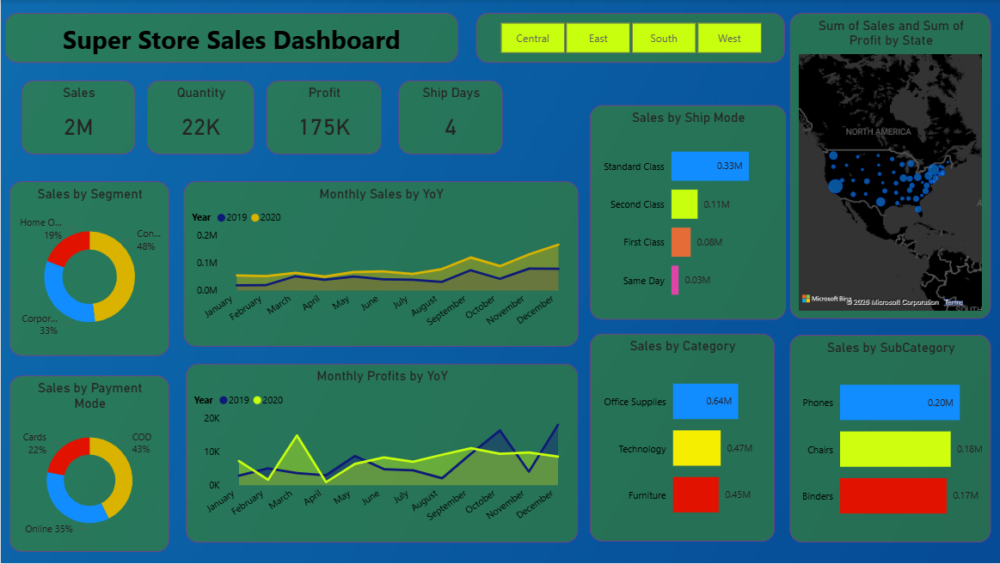 Super Store Sales Dashboard
Central East South West
Sum of Sales and Sum of
Profit by State
NORTH AMERICA
Microsoft Bing
© 2026 Microsoft Corporation Terms
SOUTH
A
Sales
2M
Quantity
22K
Profit
175K
Ship Days
4
Sales by Ship Mode
Standard Class 0.33M
Second Class 0.11M
First Class 0.08M
Same Day 0.03M
Sales by Segment
Home O...
19%
Con...
48%
Corpor...
33%
Monthly Sales by YoY
Year 2019 2020
0.2M
0.1M
0.0M
January February March April May June July August September October November December
Sales by Payment
Mode
Cards
22%
COD
43%
Online 35%
Monthly Profits by YoY
Year 2019 2020
20K
10K
0K
January February March April May June July August September October November December
Sales by Category
Office Supplies 0.64M
Technology 0.47M
Furniture 0.45M
Sales by SubCategory
Phones 0.20M
Chairs 0.18M
Binders 0.17M